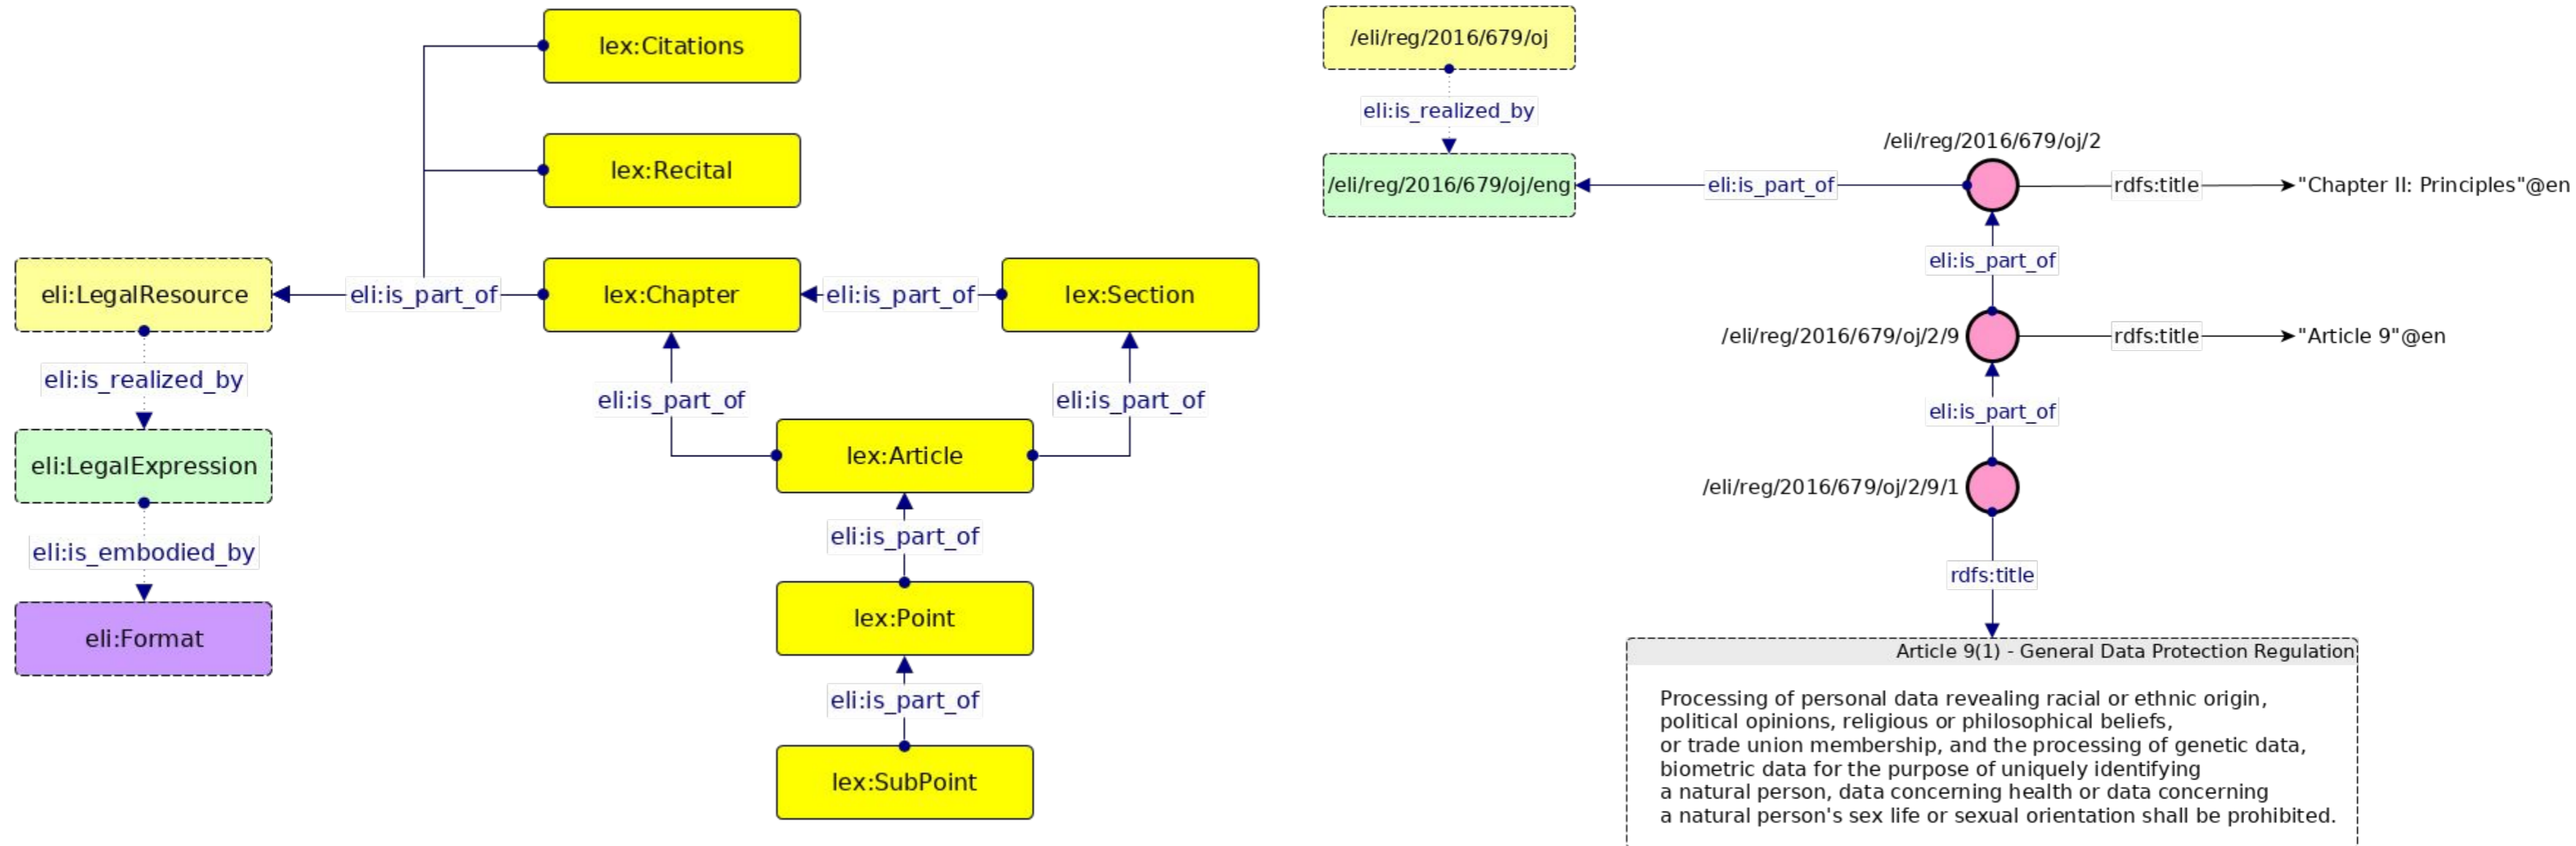 lex:Citations
lex:Recital
eli:LegalResource
eli:is_part_of
lex:Chapter
eli:is_part_of
lex:Section
eli:is_realized_by
eli:is_part_of
eli:is_part_of
eli:LegalExpression
lex:Article
eli:is_embodied_by
eli:is_part_of
eli:Format
lex:Point
eli:is_part_of
lex:SubPoint
/eli/reg/2016/679/oj
eli:is_realized_by
/eli/reg/2016/679/oj/eng
eli:is_part_of
/eli/reg/2016/679/oj/2
rdfs:title
"Chapter II: Principles"@en
eli:is_part_of
/eli/reg/2016/679/oj/2/9
rdfs:title
"Article 9"@en
eli:is_part_of
/eli/reg/2016/679/oj/2/9/1
rdfs:title
Article 9(1) - General Data Protection Regulation
Processing of personal data revealing racial or ethnic origin,
political opinions, religious or philosophical beliefs,
or trade union membership, and the processing of genetic data,
biometric data for the purpose of uniquely identifying
a natural person, data concerning health or data concerning
a natural person's sex life or sexual orientation shall be prohibited.